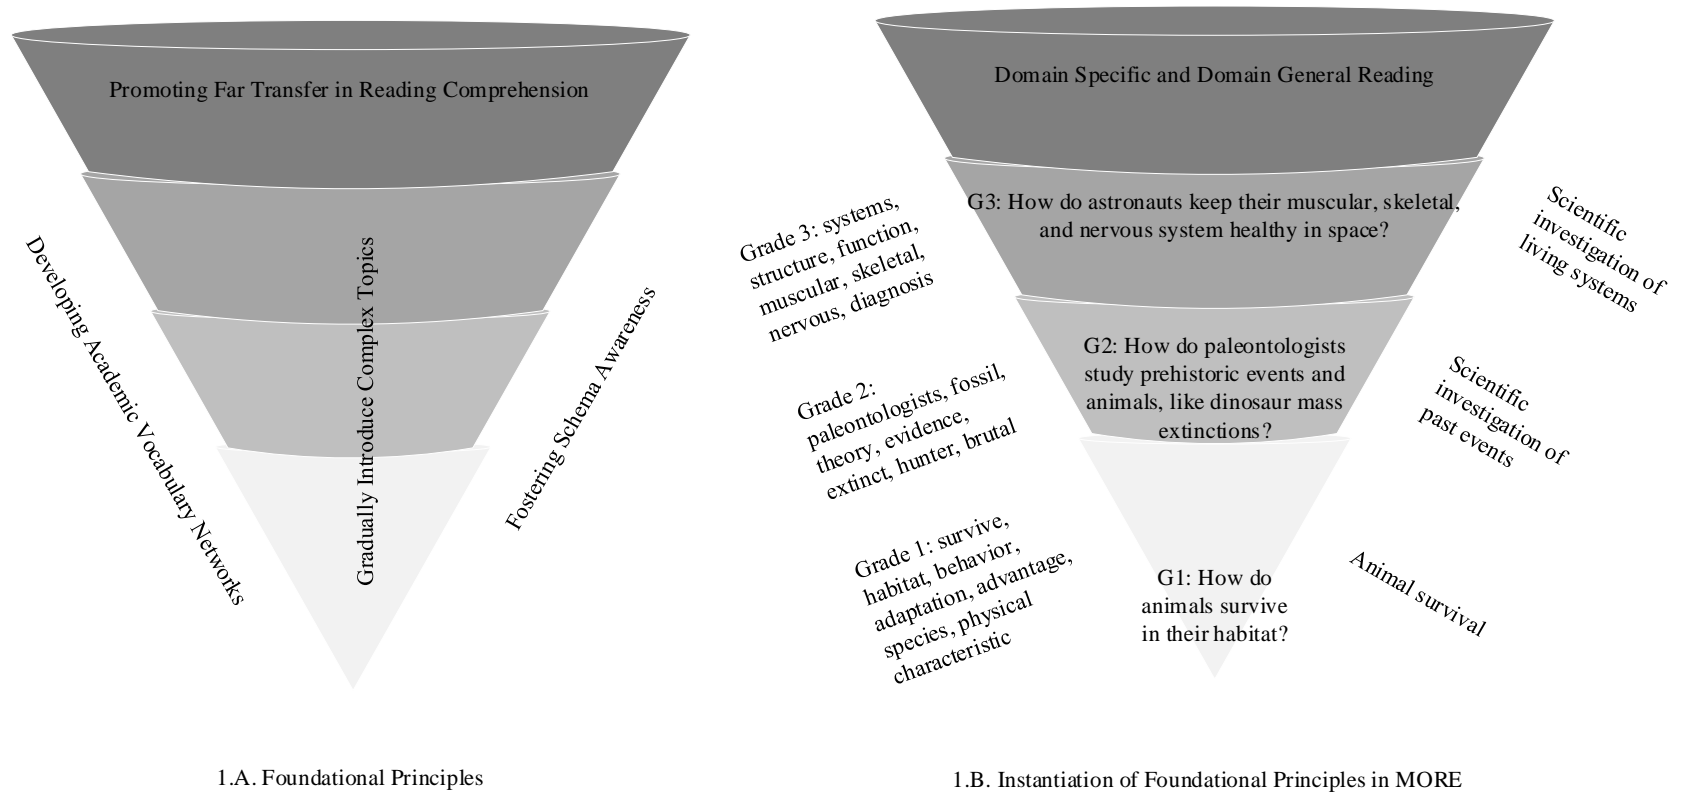 Promoting Far Transfer in Reading Comprehension
Developing Academic Vocabulary Networks
Gradually Introduce Complex Topics
Fostering Schema Awareness
1.A. Foundational Principles
Domain Specific and Domain General Reading
G3: How do astronauts keep their muscular, skeletal,
and nervous system healthy in space?
G2: How do paleontologists
study prehistoric events and
animals, like dinosaur mass
extinctions?
G1: How do
animals survive
in their habitat?
Grade 3: systems,
structure, function,
muscular, skeletal,
nervous, diagnosis
Grade 2:
paleontologists, fossil,
theory, evidence,
extinct, hunter, brutal
Grade 1: survive,
habitat, behavior,
adaptation, advantage,
species, physical
characteristic
Scientific
investigation of
living systems
Scientific
investigation of
past events
Animal survival
1.B. Instantiation of Foundational Principles in MORE